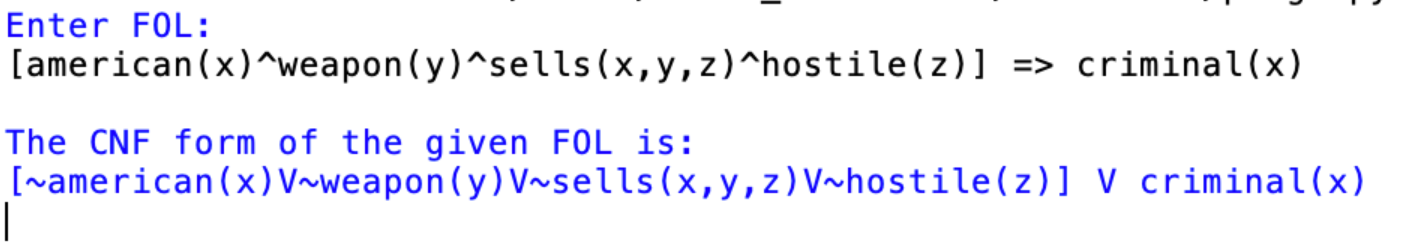 Enter FOL:
[american(x)^weapon(y)^sells(x,y,z)^hostile(z)] => criminal(x)
The CNF form of the given FOL is:
[~american(x)V~weapon(y)V~sells(x,y,z)V~hostile(z)] V criminal(x)